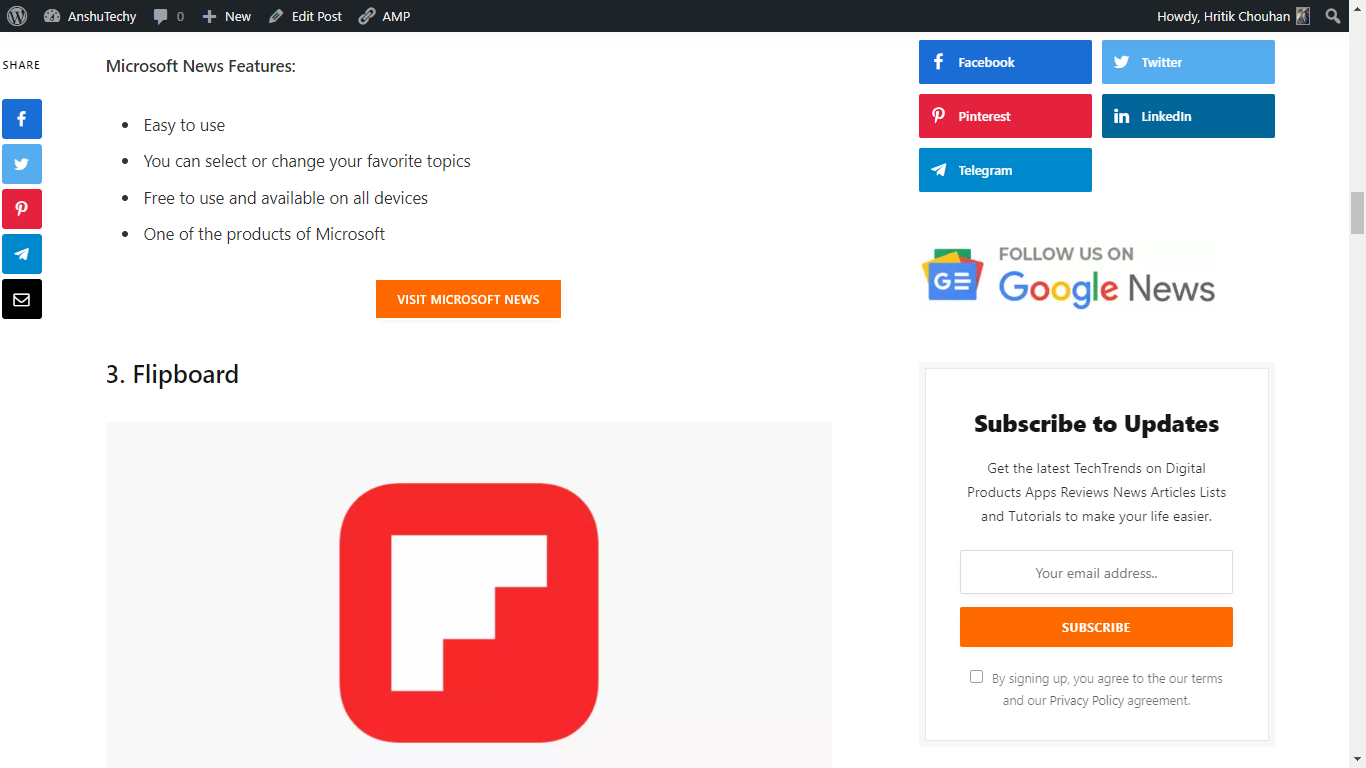 AnshuTechy 0 New Edit Post AMP Howdy, Hritik Chouhan
SHARE
Microsoft News Features:
Easy to use
You can select or change your favorite topics
Free to use and available on all devices
One of the products of Microsoft
VISIT MICROSOFT NEWS
3. Flipboard
Facebook
Twitter
Pinterest
LinkedIn
Telegram
GE
FOLLOW US ON
Google News
Subscribe to Updates
Get the latest TechTrends on Digital
Products Apps Reviews News Articles Lists
and Tutorials to make your life easier.
Your email address..
SUBSCRIBE
By signing up, you agree to the our terms
and our Privacy Policy agreement.